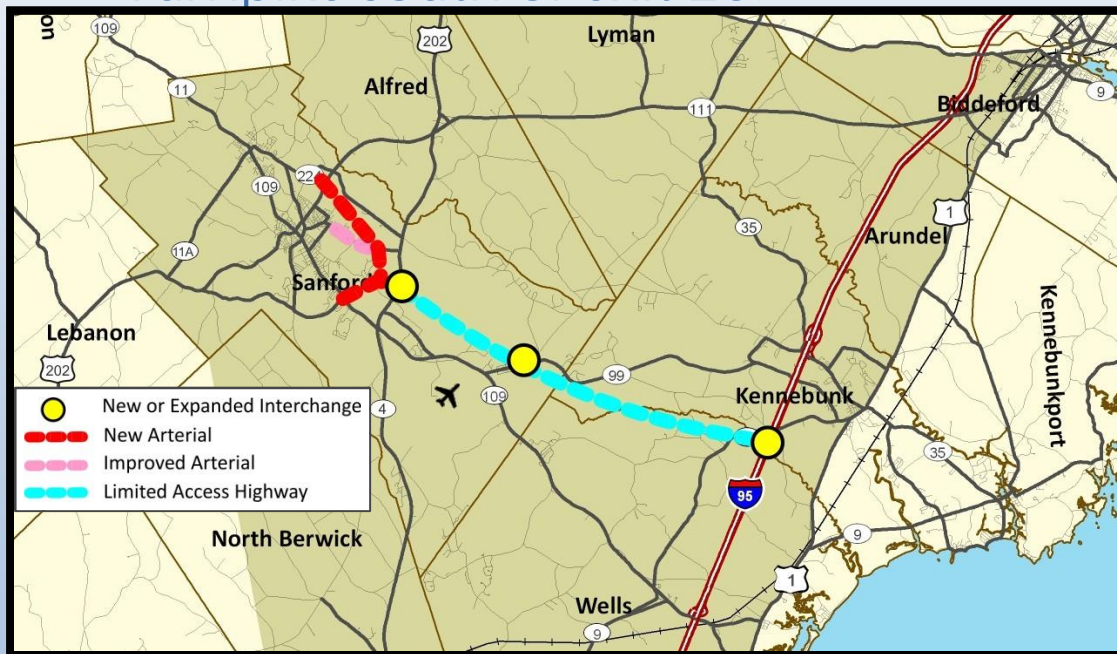 109
202
Lyman
Alfred
11
111
9
Biddeford
109
1
35
Arundel
11A
Sanford
Kennebunkport
Lebanon
202
99
Kennebunk
New or Expanded Interchange
4
109
New Arterial
Improved Arterial
35
Limited Access Highway
95
North Berwick
9
1
Wells
9